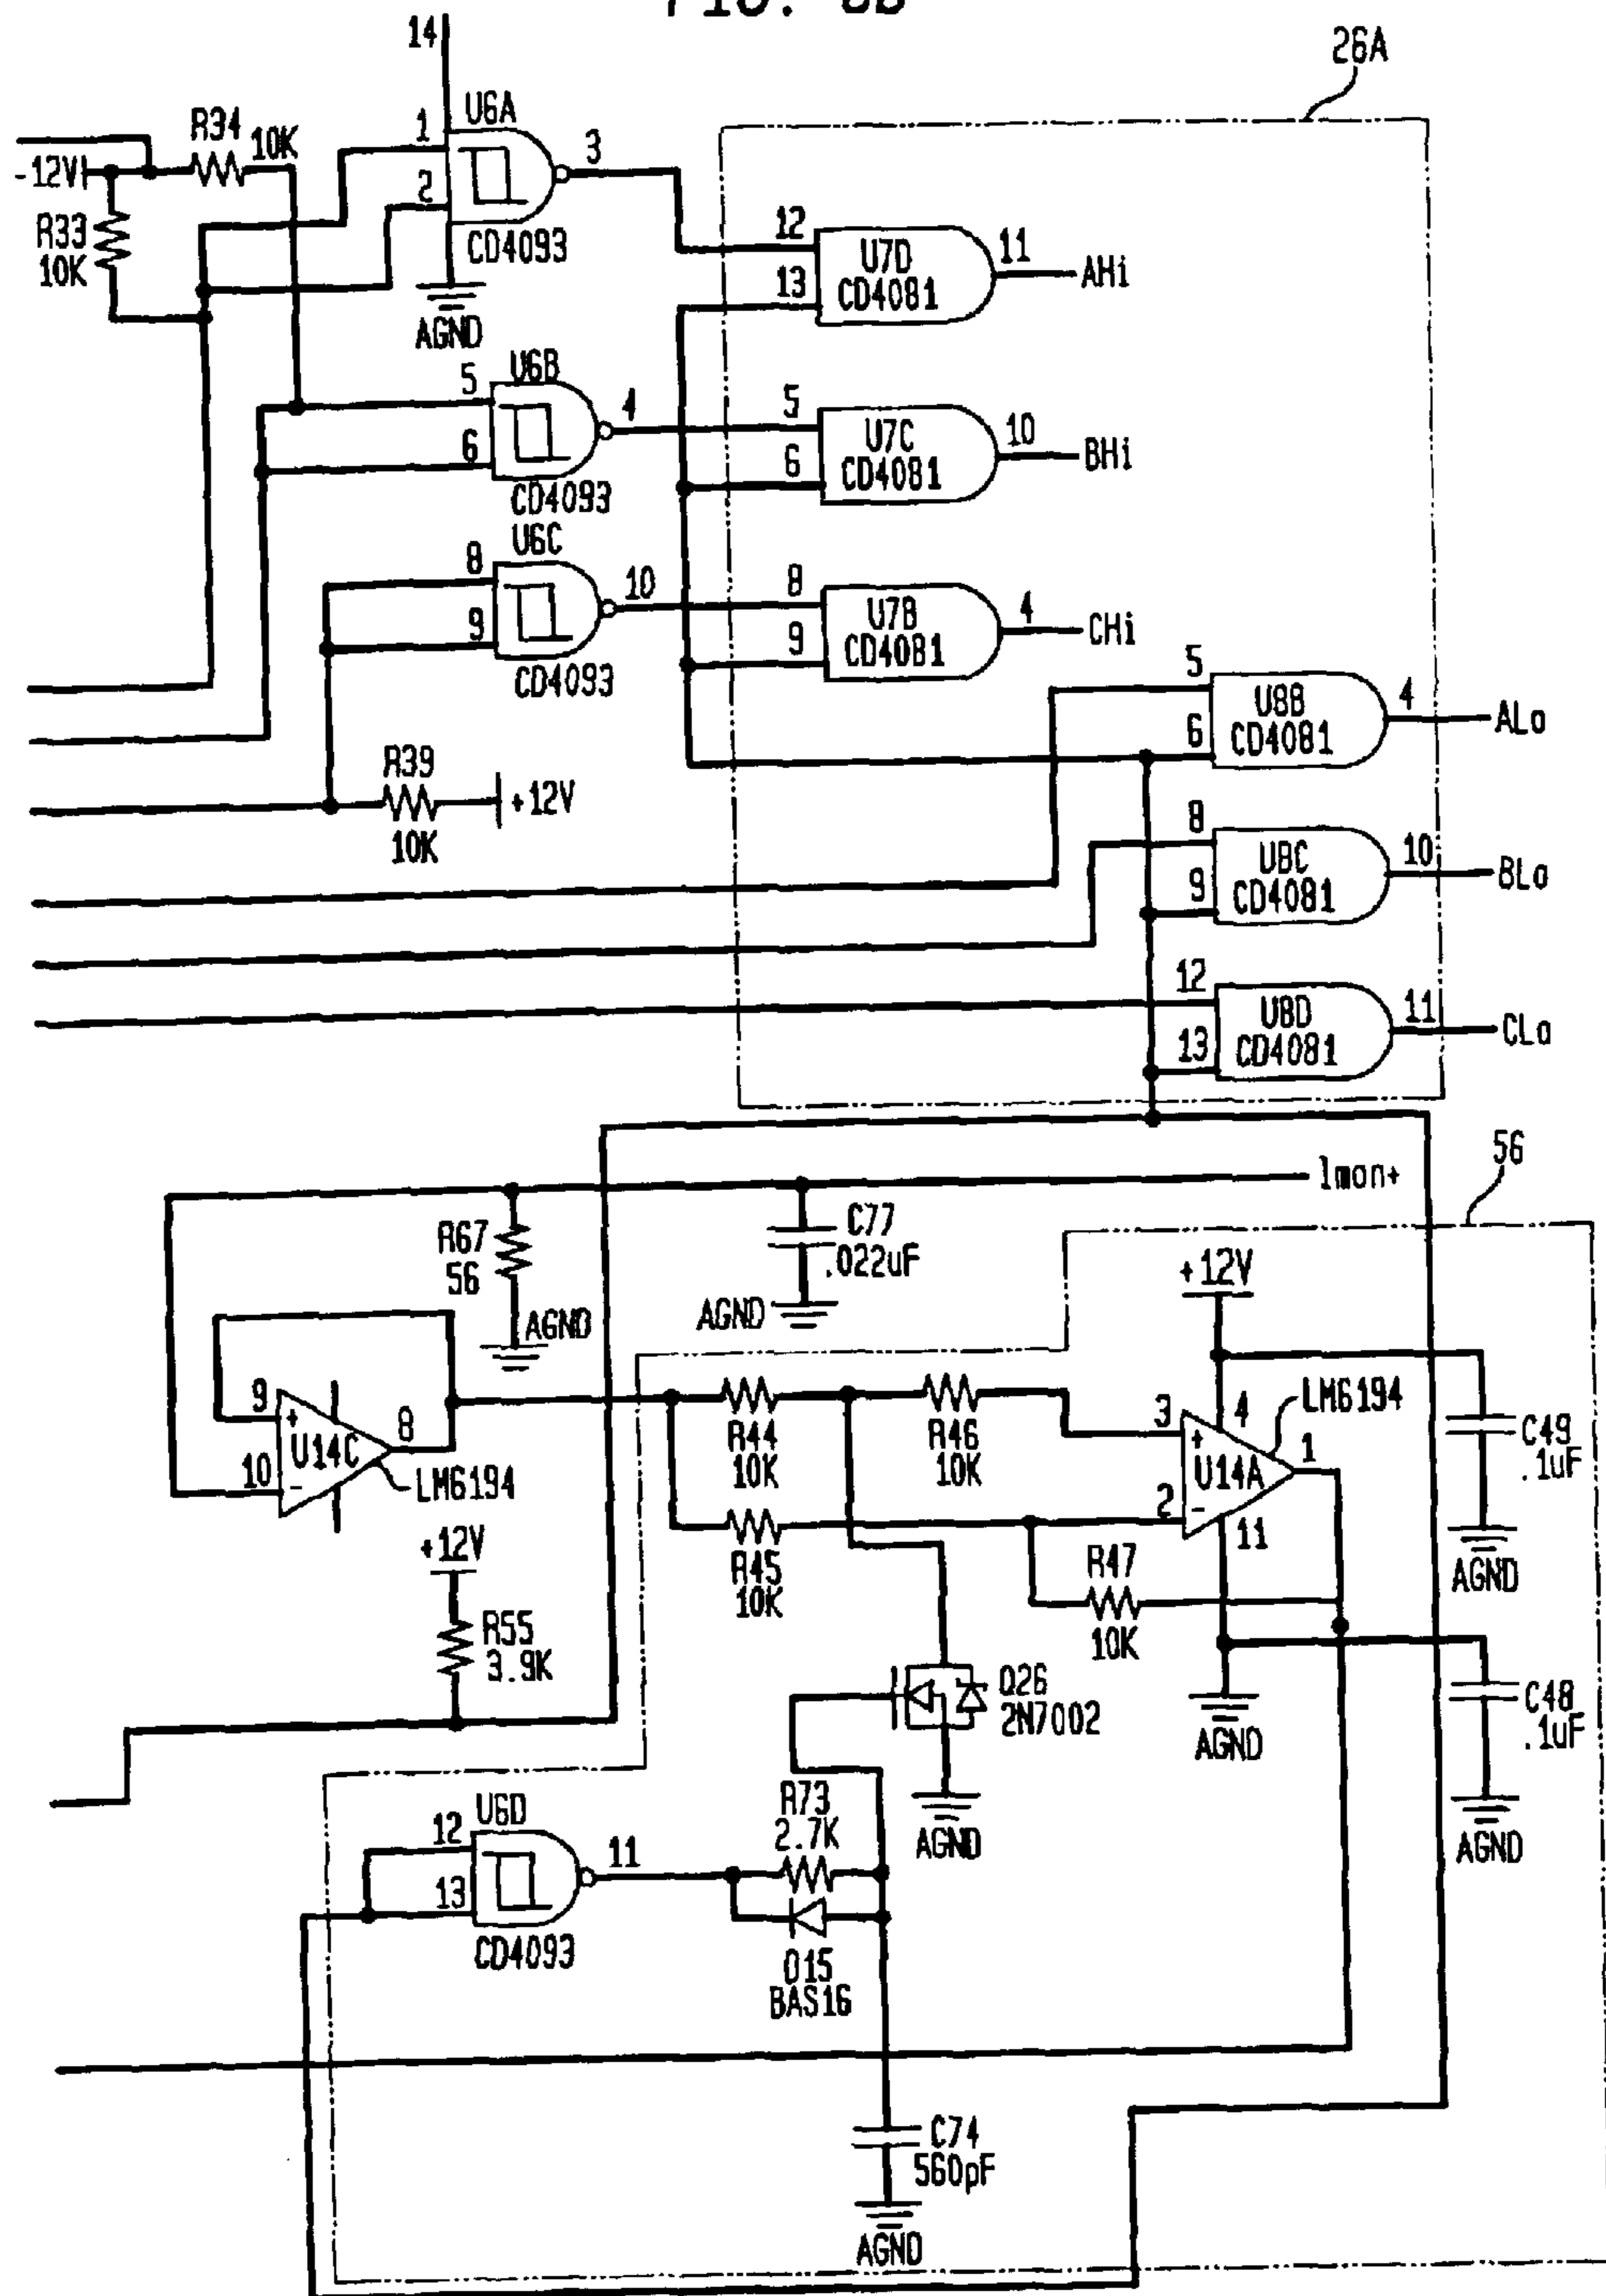 FIG. 8B
26A
14
U6A
R34
10K
1
3
-12V
2
R33
10K
CD4093
12
U7D
11
AHi
13
CD4081
AGND
U6B
5
4
5
U7C
10
BHi
6
6
CD4081
CD4093
U6C
8
10
8
U7B
4
CHi
9
9
CD4081
CD4093
5
U8B
4
ALo
6
CD4081
R39
+12V
10K
8
U8C
10
BLo
9
CD4081
12
U8D
11
CLo
13
CD4081
56
Imon+
R67
56
C77
.022uF
+12V
AGND
AGND
9
+
U14C
8
10
-
LM6194
R44
10K
R46
10K
3
4
LM6194
+
U14A
1
C49
.1uF
2
-
11
+12V
R45
10K
R47
10K
AGND
R55
3.9K
Q26
2N7002
AGND
C48
.1uF
R73
2.7K
AGND
AGND
U6D
12
11
13
CD4093
D15
BAS16
C74
560pF
AGND